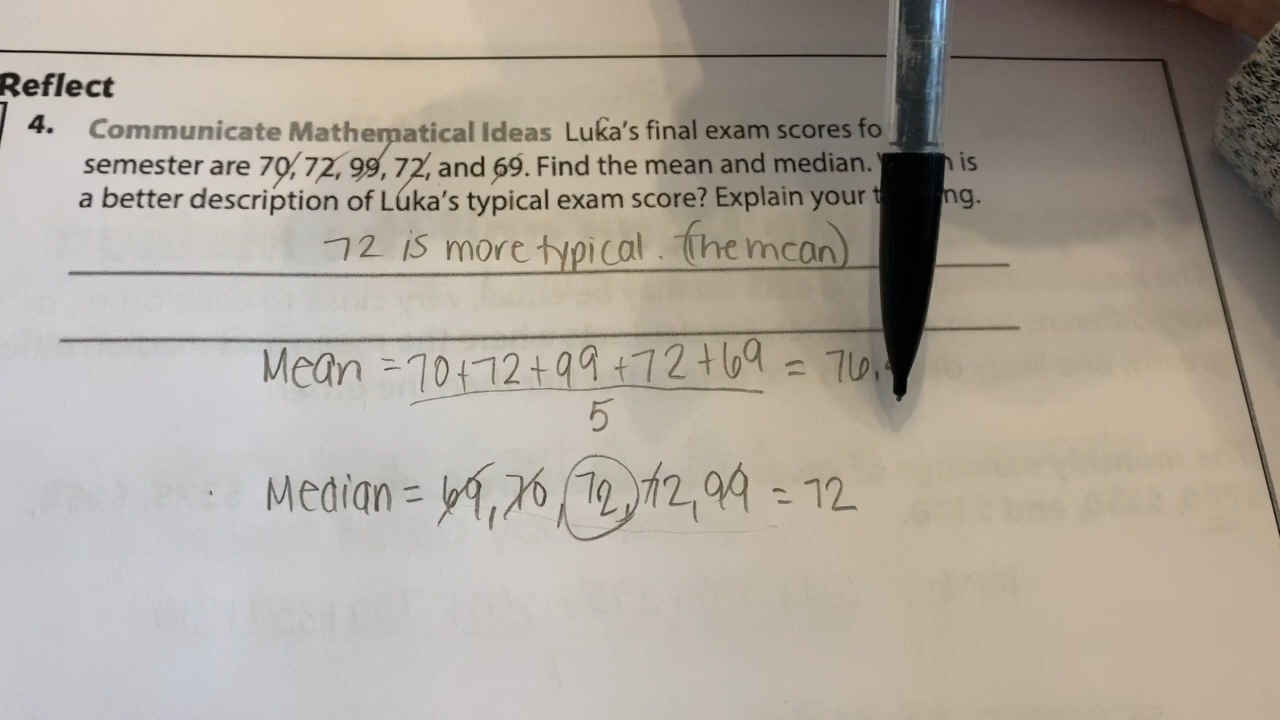 Reflect
4. Communicate Mathematical Ideas Luka's final exam scores fo
semester are 70, 72, 99, 72, and 69. Find the mean and median. is
a better description of Luka's typical exam score? Explain your
72 is more typical. (the mean)
Mean = 70+72+99+72+69 = 76.
5
Median = 69, 70, 72, 72, 99 = 72